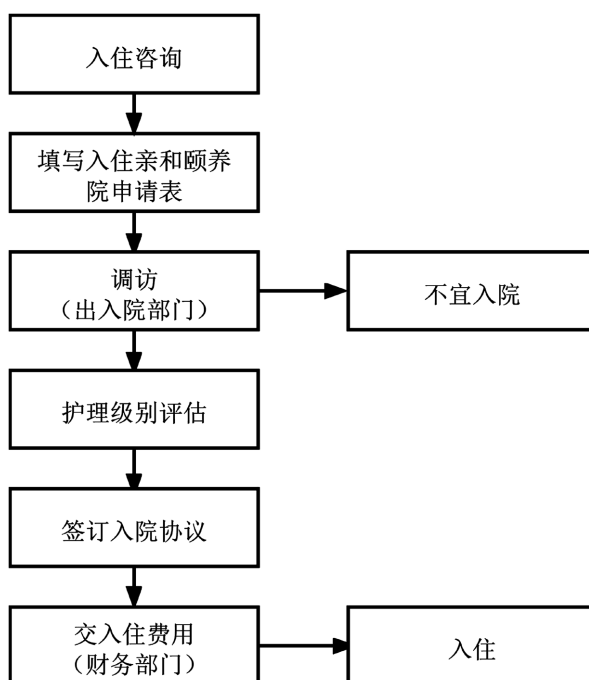 入住咨询
填写入住亲和颐养
院申请表
调访
（出入院部门）
不宜入院
护理级别评估
签订入院协议
交入住费用
（财务部门）
入住